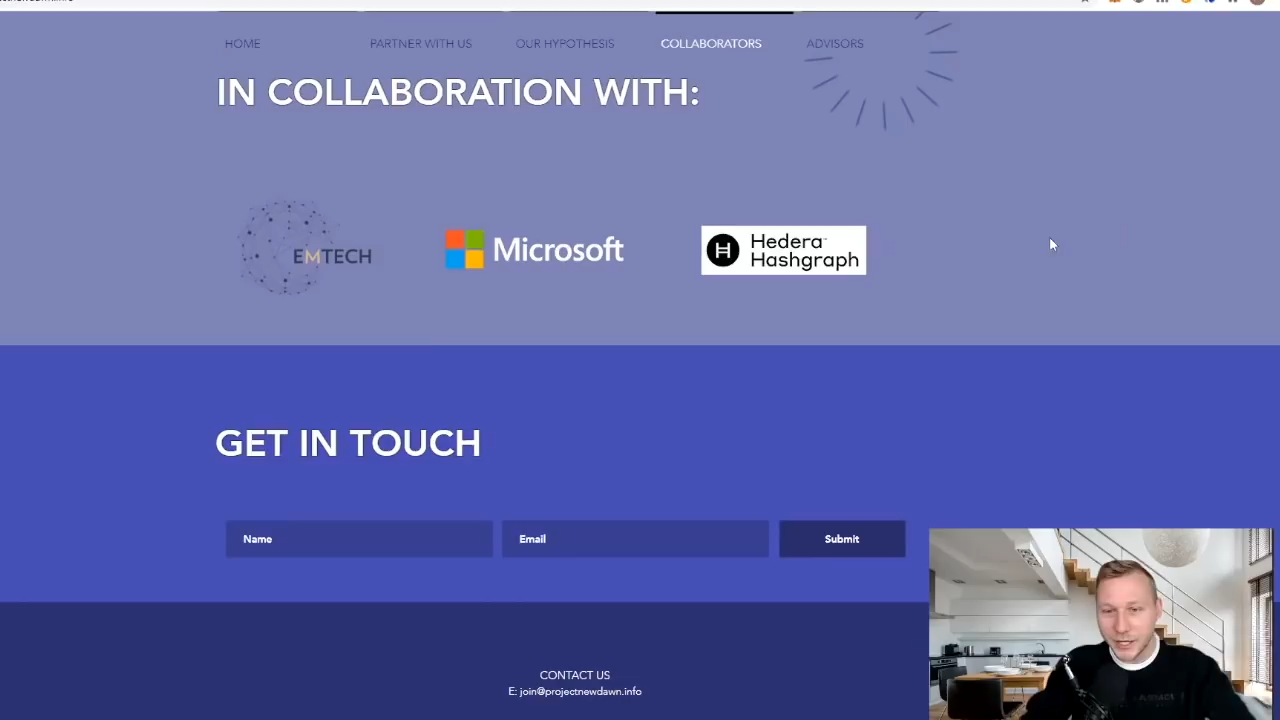 HOME
PARTNER WITH US
OUR HYPOTHESIS
COLLABORATORS
ADVISORS
IN COLLABORATION WITH:
EMTECH
Microsoft
Hedera
Hashgraph
GET IN TOUCH
Name
Email
Submit
CONTACT US
E: join@projectnewdawn.info